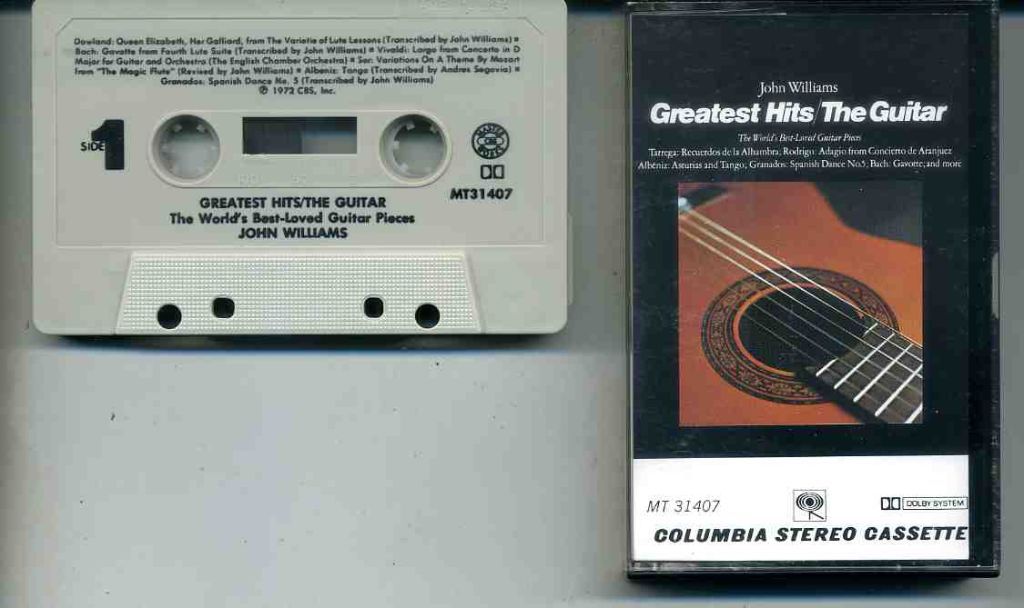 Dowland: Queen Elizabeth, Her Galliard, from The Varietie of Lute Lessons (Transcribed by John Williams) ■
Bach: Gavotte from Fourth Lute Suite (Transcribed by John Williams) ■ Vivaldi: Largo from Concerto in D
Major for Guitar and Orchestra (The English Chamber Orchestra) ■ Sor: Variations On A Theme By Mozart
from "The Magic Flute" (Revised by John Williams) ■ Albeniz: Tango (Transcribed by Andres Segovia) ■
Granados: Spanish Dance No. 5 (Transcribed by John Williams)
℗ 1972 CBS, Inc.
SIDE 1
MT31407
GREATEST HITS/THE GUITAR
The World's Best-Loved Guitar Pieces
JOHN WILLIAMS
John Williams
Greatest Hits/The Guitar
The World's Best-Loved Guitar Pieces
Tarrega: Recuerdos de la Alhambra; Rodrigo: Adagio from Concierto de Aranjuez
Albéniz: Asturias and Tango; Granados: Spanish Dance No.5; Bach: Gavotte; and more
MT 31407
DOLBY SYSTEM
COLUMBIA STEREO CASSETTE